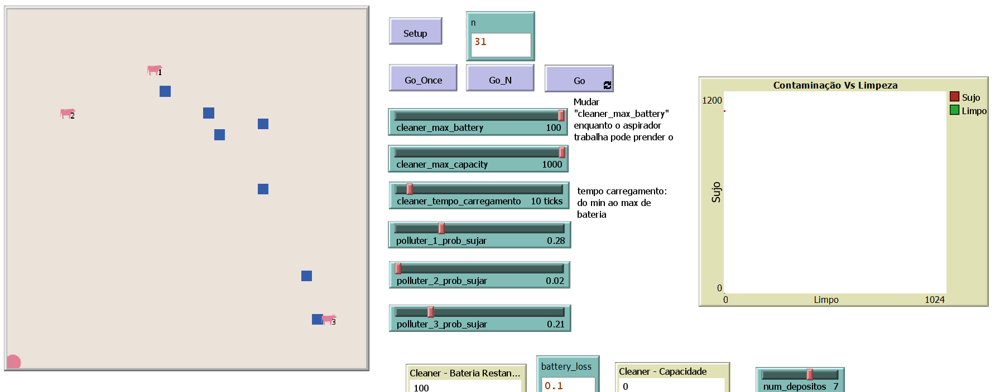 1
2
3
Setup
n
31
Go_Once
Go_N
Go
Mudar
"cleaner_max_battery"
enquanto o aspirador
trabalha pode prender o
cleaner_max_battery 100
cleaner_max_capacity 1000
cleaner_tempo_carregamento 10 ticks
tempo carregamento:
do min ao max de
bateria
polluter_1_prob_sujar 0.28
polluter_2_prob_sujar 0.02
polluter_3_prob_sujar 0.21
Contaminação Vs Limpeza
1200
Sujo
0
0 Limpo 1024
Sujo
Limpo
Cleaner - Bateria Restan...
100
battery_loss
0.1
Cleaner - Capacidade
0
num_depositos 7